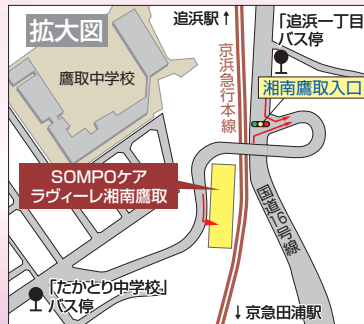 拡大図
追浜駅↑
「追浜一丁目」
バス停
鷹取中学校
京浜急行本線
湘南鷹取入口
SOMPOケア
ラヴィーレ湘南鷹取
国道16号線
「たかとり中学校」
バス停
↓京急田浦駅